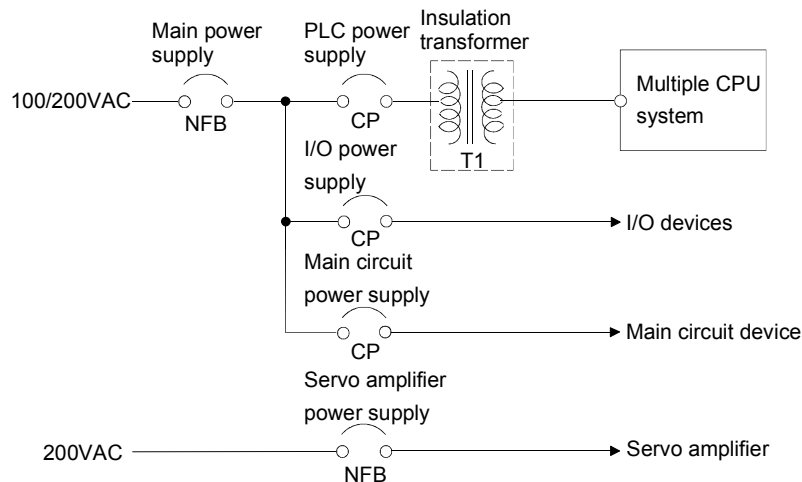 Main power
supply
PLC power
supply
Insulation
transformer
100/200VAC
NFB
CP
T1
Multiple CPU
system
I/O power
supply
CP
I/O devices
Main circuit
power supply
CP
Main circuit device
Servo amplifier
power supply
200VAC
NFB
Servo amplifier